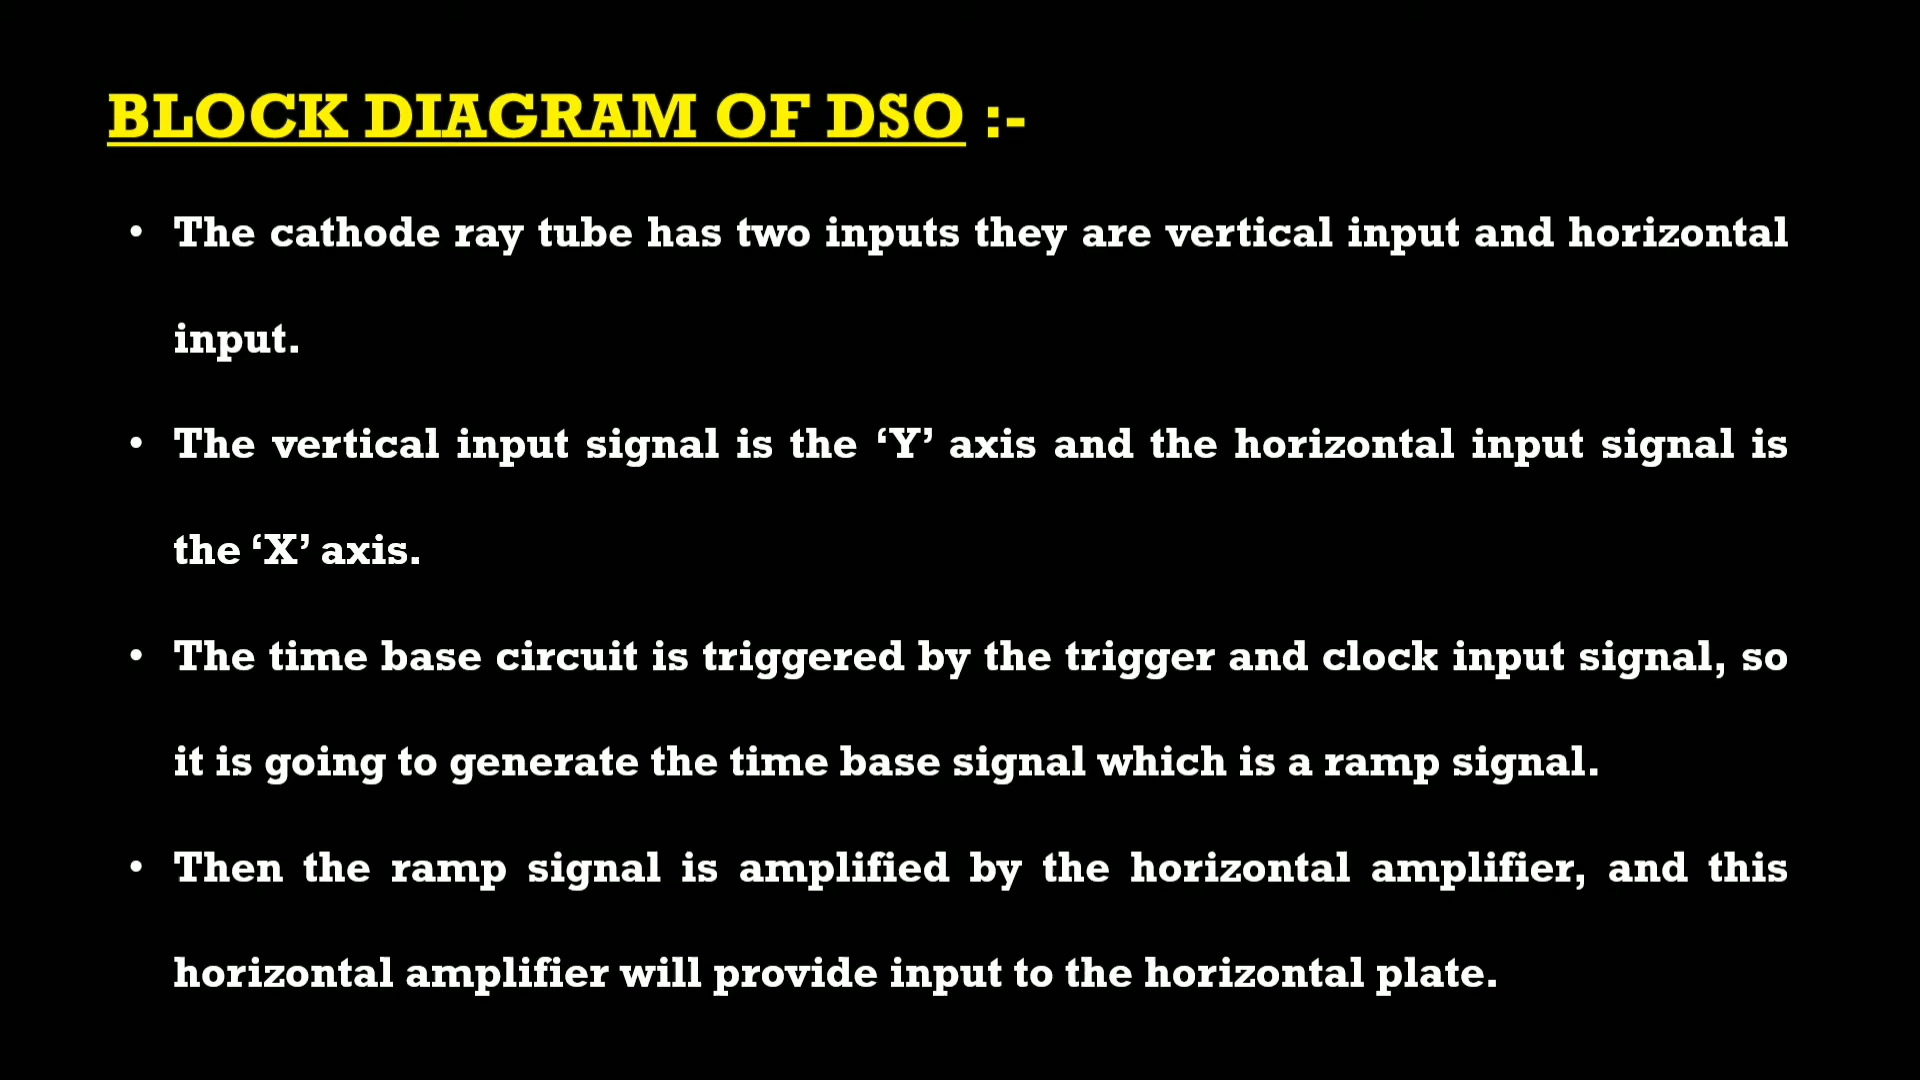 BLOCK DIAGRAM OF DSO :-
• The cathode ray tube has two inputs they are vertical input and horizontal
input.
• The vertical input signal is the ‘Y’ axis and the horizontal input signal is
the ‘X’ axis.
• The time base circuit is triggered by the trigger and clock input signal, so
it is going to generate the time base signal which is a ramp signal.
• Then the ramp signal is amplified by the horizontal amplifier, and this
horizontal amplifier will provide input to the horizontal plate.